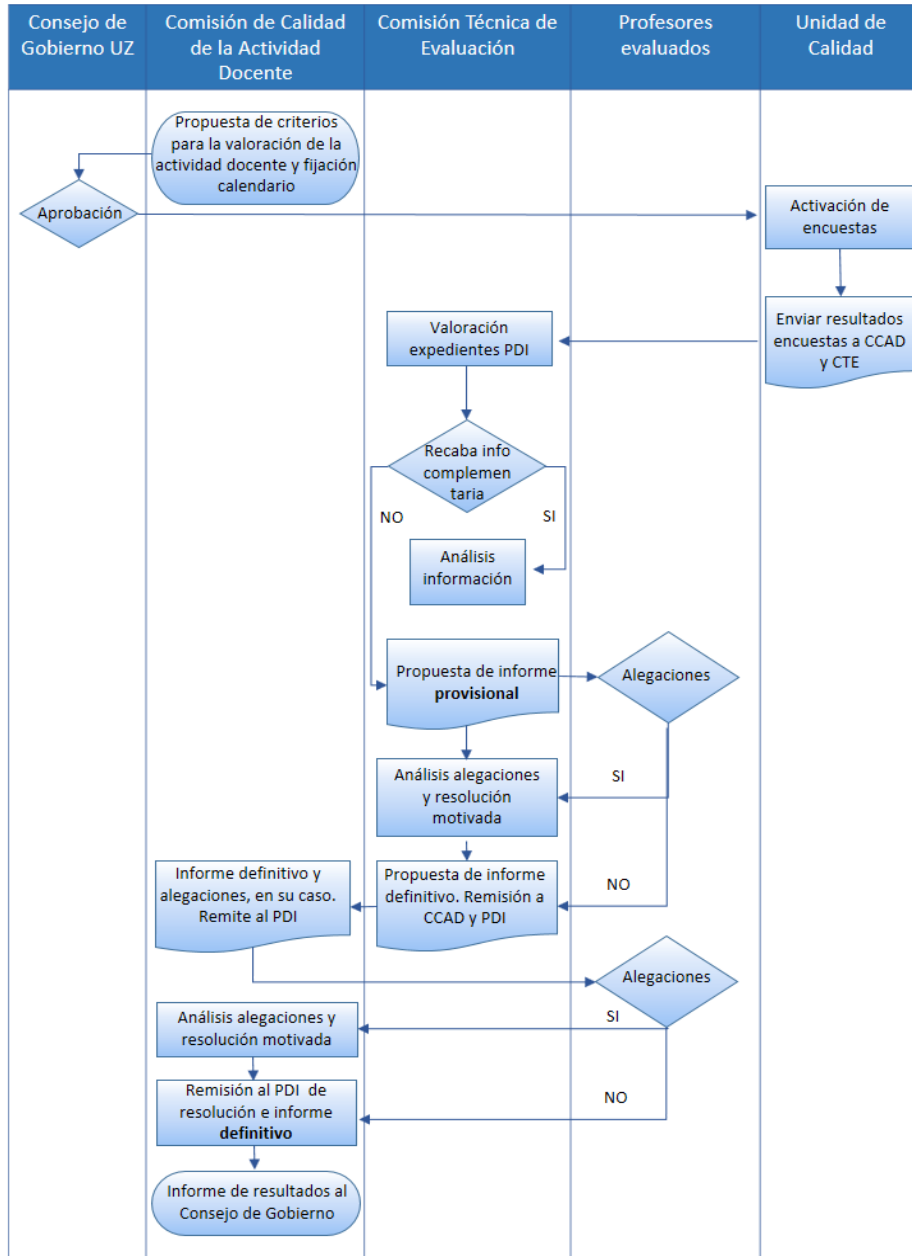 Consejo de
Gobierno UZ
Comisión de Calidad
de la Actividad
Docente
Comisión Técnica de
Evaluación
Profesores
evaluados
Unidad de
Calidad
Propuesta de criterios
para la valoración de la
actividad docente y fijación
calendario
Aprobación
Activación de
encuestas
Enviar resultados
encuestas a CCAD
y CTE
Valoración
expedientes PDI
Recaba info
complemen
taria
NO
SI
Análisis
información
Propuesta de informe
provisional
Alegaciones
Análisis alegaciones
y resolución
motivada
SI
Informe definitivo y
alegaciones, en su caso.
Remite al PDI
Propuesta de informe
definitivo. Remisión a
CCAD y PDI
NO
Alegaciones
Análisis alegaciones y
resolución motivada
SI
Remisión al PDI de
resolución e informe
definitivo
NO
Informe de resultados al
Consejo de Gobierno